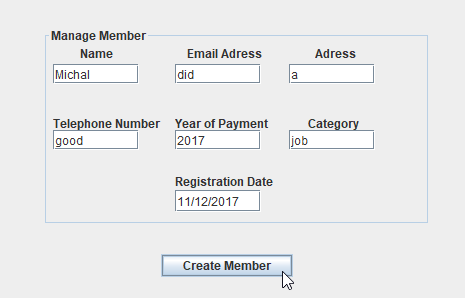 Manage Member
Name Email Adress Adress
Michal did a
Telephone Number Year of Payment Category
good 2017 job
Registration Date
11/12/2017
Create Member